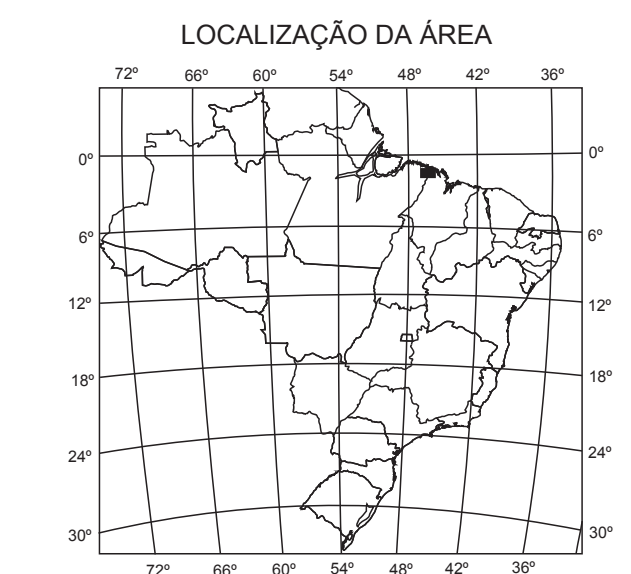 LOCALIZAÇÃO DA ÁREA
72º 66º 60º 54º 48º 42º 36º
0º 0º
6º 6º
12º 12º
18º 18º
24º 24º
30º 30º
72º 66º 60º 54º 48º 42º 36º